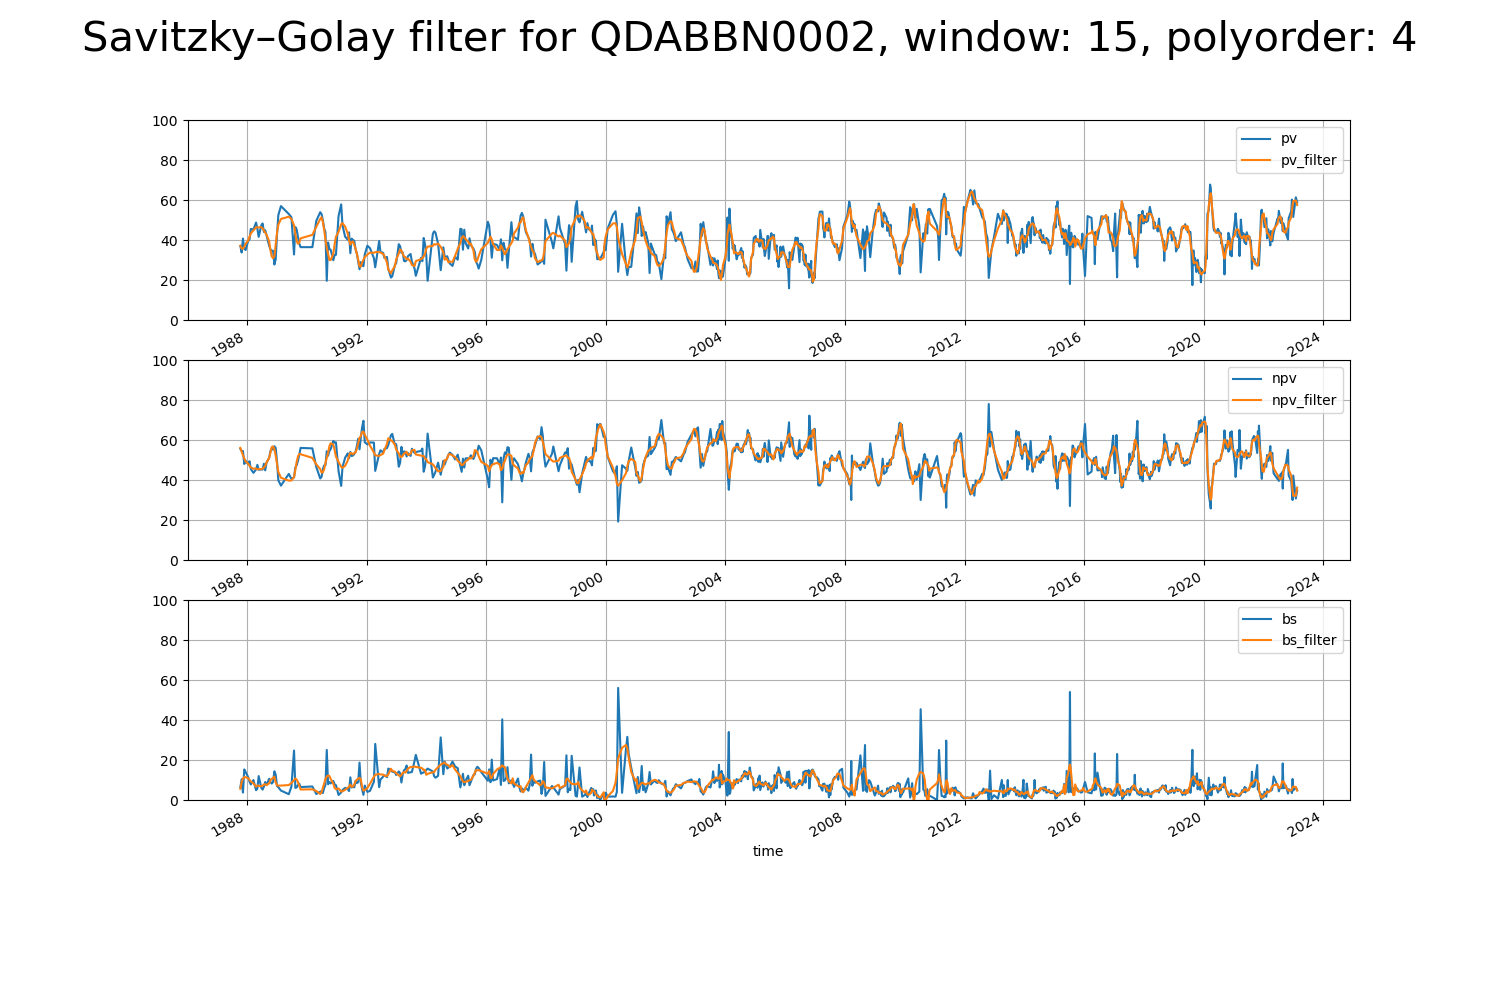 Savitzky–Golay filter for QDABBN0002, window: 15, polyorder: 4
100
80
60
40
20
0
pv
pv_filter
1988 1992 1996 2000 2004 2008 2012 2016 2020 2024
100
80
60
40
20
0
npv
npv_filter
1988 1992 1996 2000 2004 2008 2012 2016 2020 2024
100
80
60
40
20
0
bs
bs_filter
1988 1992 1996 2000 2004 2008 2012 2016 2020 2024
time